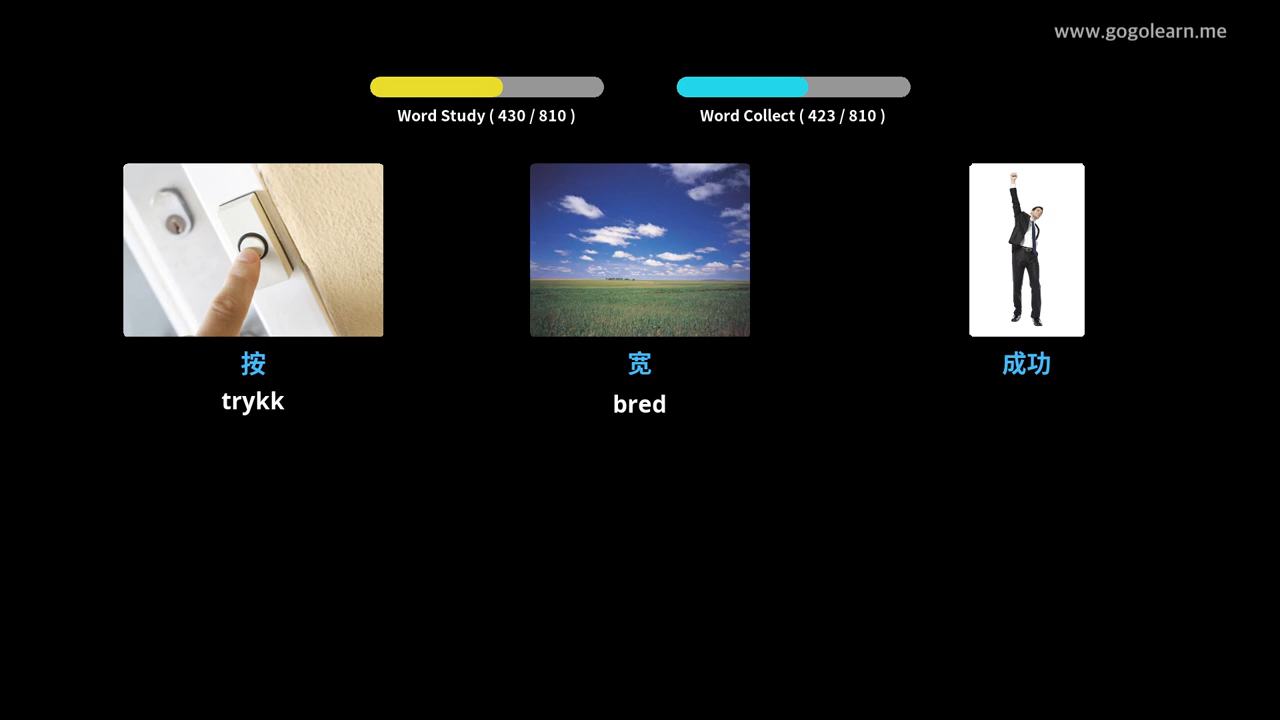 www.gogolearn.me
Word Study ( 430 / 810 )
Word Collect ( 423 / 810 )
按
trykk
宽
bred
成功